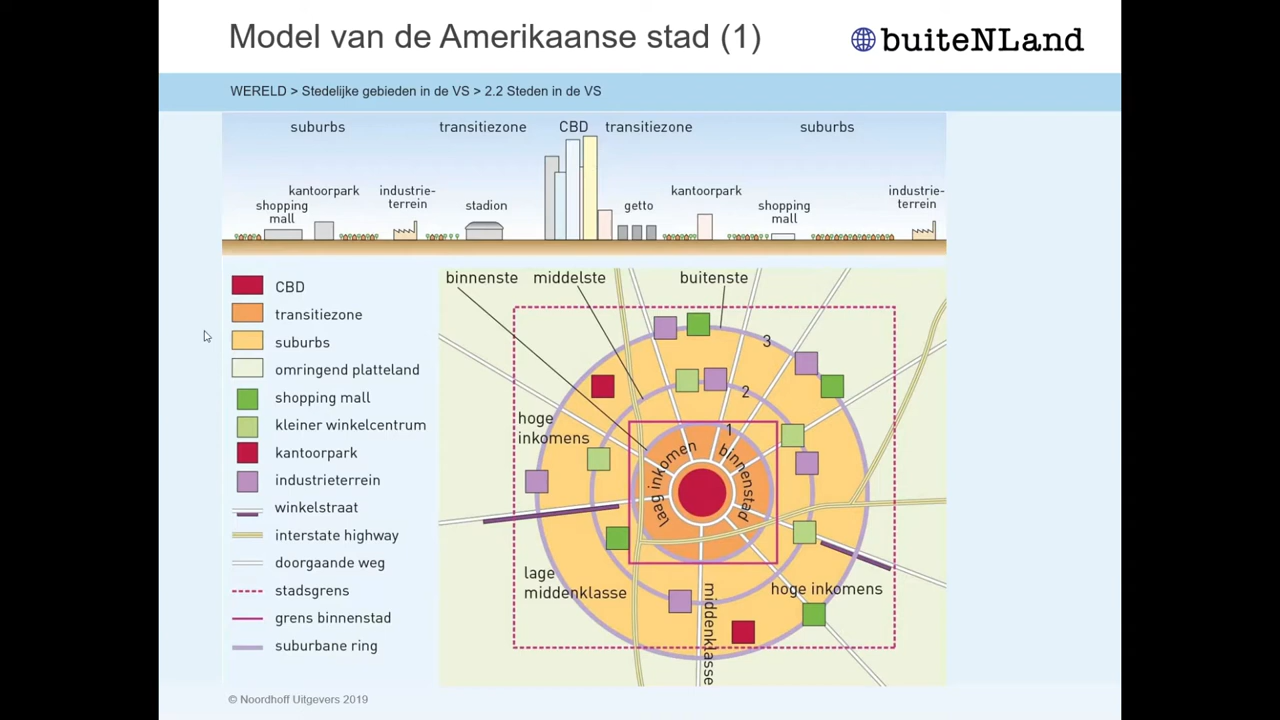 Model van de Amerikaanse stad (1)
buiteNLand
WERELD > Stedelijke gebieden in de VS > 2.2 Steden in de VS
suburbs
transitiezone
CBD
transitiezone
suburbs
kantoorpark
industrie-
terrein
shopping
mall
stadion
getto
kantoorpark
shopping
mall
industrie-
terrein
CBD
transitiezone
suburbs
omringend platteland
shopping mall
kleiner winkelcentrum
kantoorpark
industrieterrein
winkelstraat
interstate highway
doorgaande weg
stadsgrens
grens binnenstad
suburbane ring
binnenste
middelste
buitenste
3
2
1
hoge
inkomens
laag inkomen
binnenstad
lage
middenklasse
middenklasse
hoge inkomens
© Noordhoff Uitgevers 2019